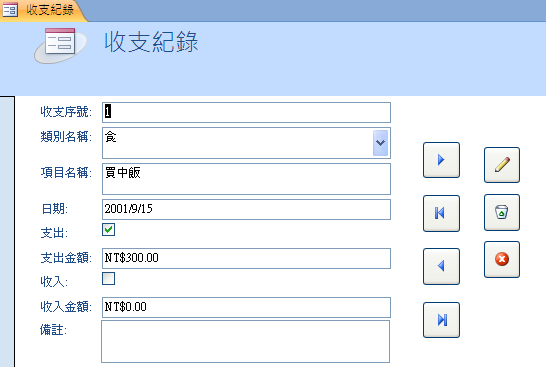 收支紀錄
收支紀錄
收支序號: 1
類別名稱: 食
項目名稱: 買中飯
日期: 2001/9/15
支出:
支出金額: NT$300.00
收入:
收入金額: NT$0.00
備註: